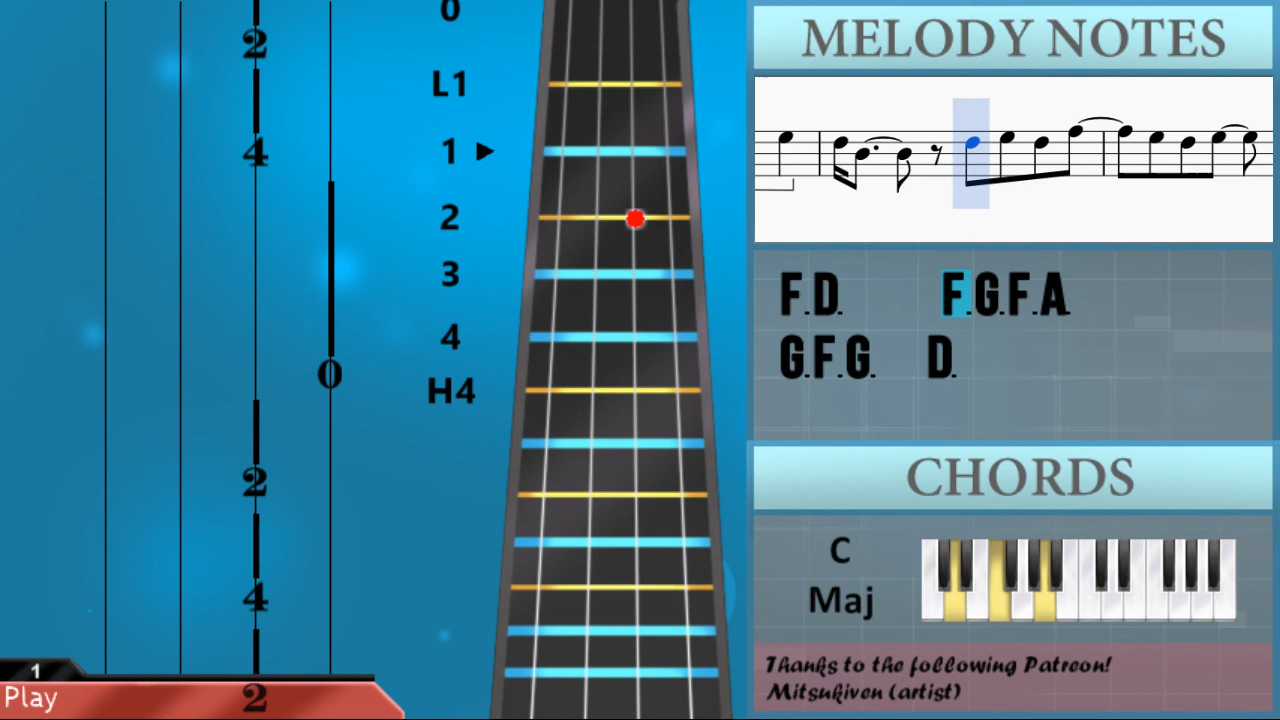 0
2
L1
4
1
2
3
4
0
H4
2
4
1
Play
2
MELODY NOTES
F.D. F.G.F.A.
G.F.G. D.
CHORDS
C
Maj
Thanks to the following Patreon!
Mitsukiven (artist)